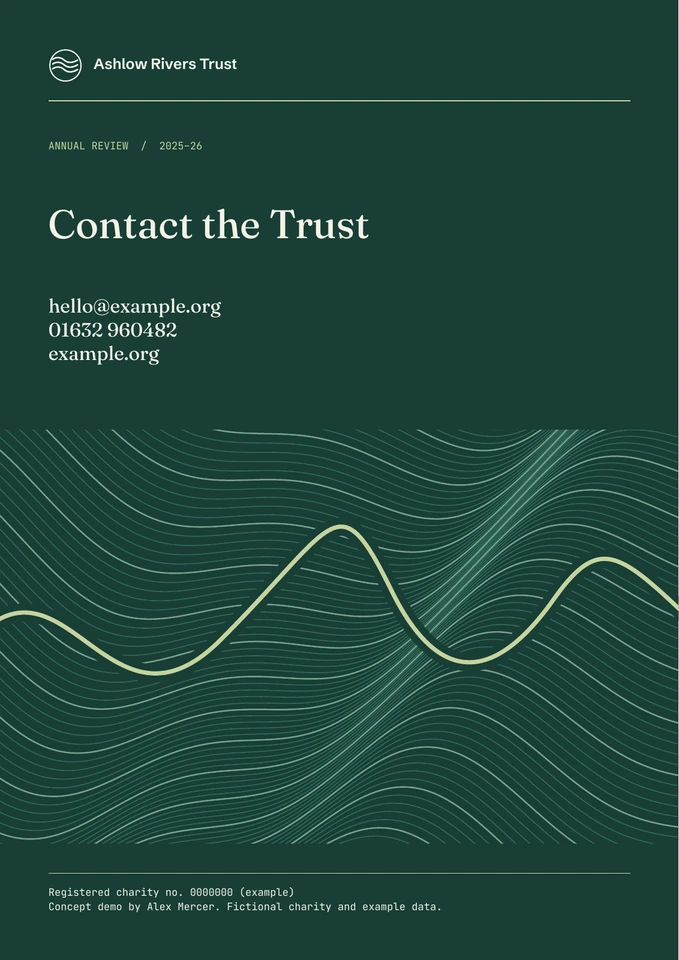 Ashlow Rivers Trust
ANNUAL REVIEW / 2025–26
Contact the Trust
hello@example.org
01632 960482
example.org
Registered charity no. 0000000 (example)
Concept demo by Alex Mercer. Fictional charity and example data.